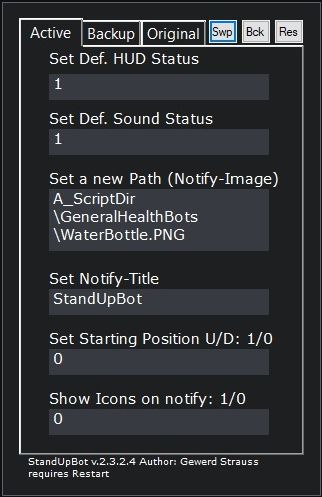 Active Backup Original Swp Bck Res
Set Def. HUD Status
1
Set Def. Sound Status
1
Set a new Path (Notify-Image)
A_ScriptDir
\GeneralHealthBots
\WaterBottle.PNG
Set Notify-Title
StandUpBot
Set Starting Position U/D: 1/0
0
Show Icons on notify: 1/0
0
StandUpBot v.2.3.2.4 Author: Gewerd Strauss
requires Restart